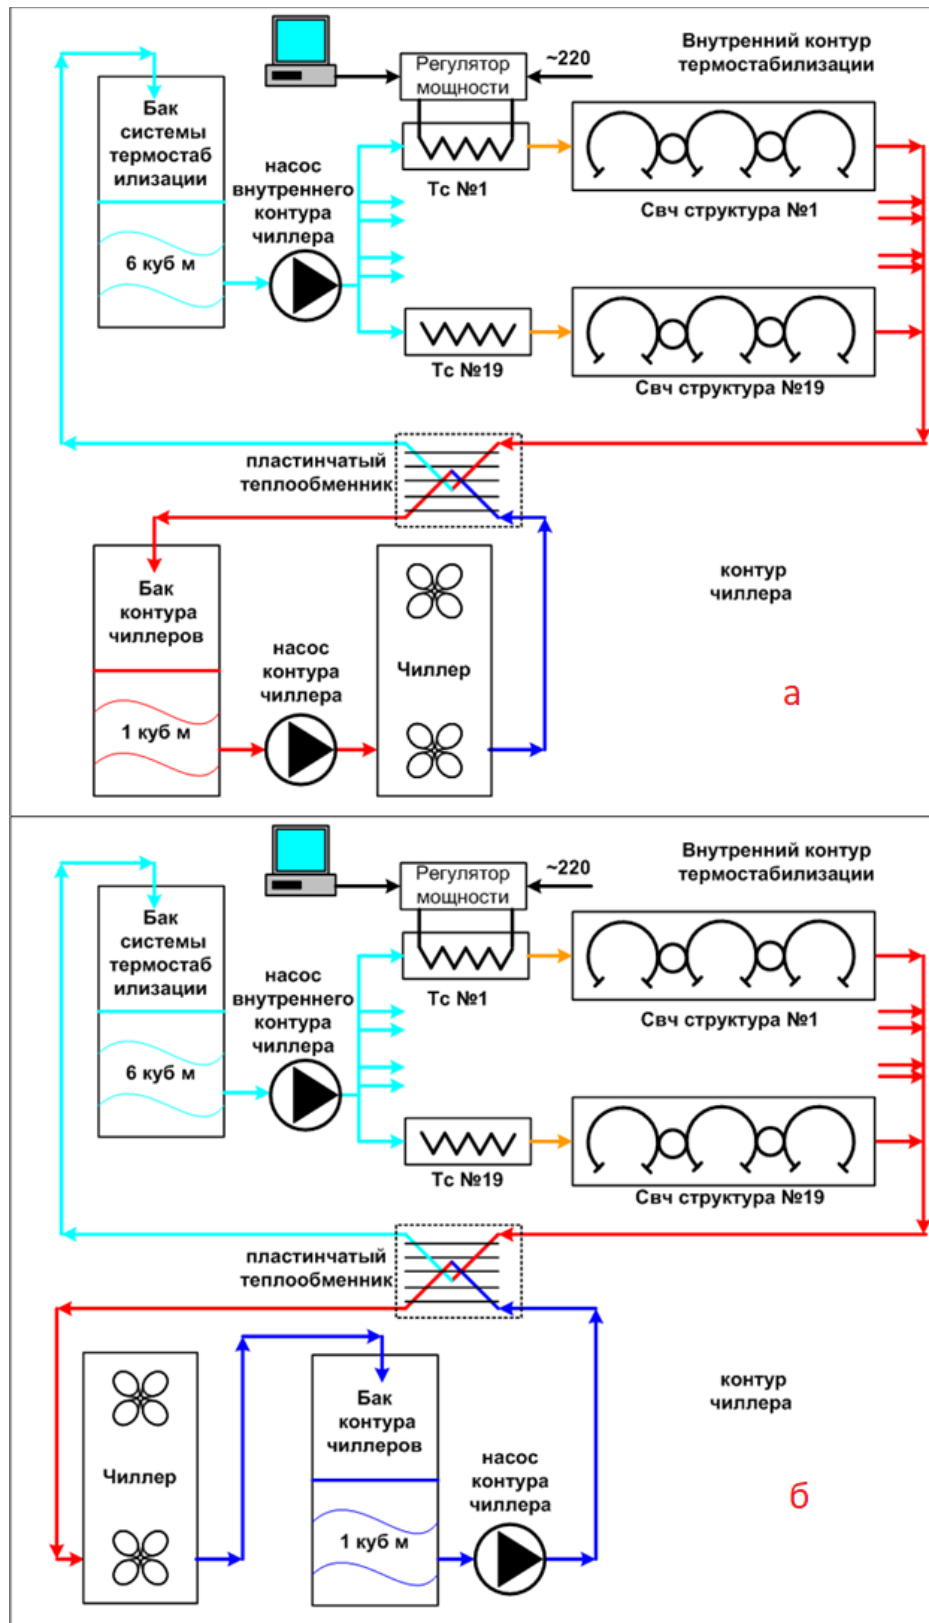 Внутренний контур
термостабилизации
Регулятор
мощности
~220
Бак
системы
термостаб
илизации
насос
внутреннего
контура
чиллера
Тс №1
Свч структура №1
6 куб м
Тс №19
Свч структура №19
пластинчатый
теплообменник
Бак
контура
чиллеров
насос
контура
чиллера
Чиллер
контур
чиллера
1 куб м
а
Внутренний контур
термостабилизации
Регулятор
мощности
~220
Бак
системы
термостаб
илизации
насос
внутреннего
контура
чиллера
Тс №1
Свч структура №1
6 куб м
Тс №19
Свч структура №19
пластинчатый
теплообменник
Чиллер
Бак
контура
чиллеров
насос
контура
чиллера
контур
чиллера
1 куб м
б